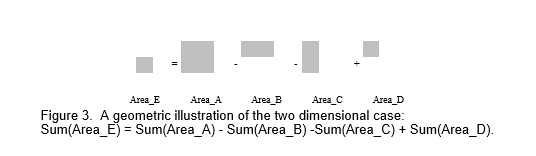 = - - +
Area_E Area_A Area_B Area_C Area_D
Figure 3. A geometric illustration of the two dimensional case:
Sum(Area_E) = Sum(Area_A) - Sum(Area_B) -Sum(Area_C) + Sum(Area_D).